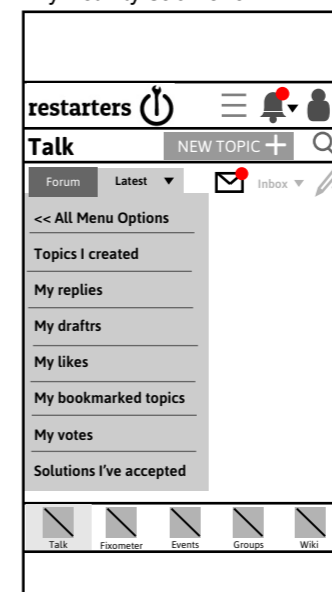 restarters
Talk
NEW TOPIC
Forum Latest Inbox
<< All Menu Options
Topics I created
My replies
My draftrs
My likes
My bookmarked topics
My votes
Solutions I've accepted
Talk Fixometer Events Groups Wiki